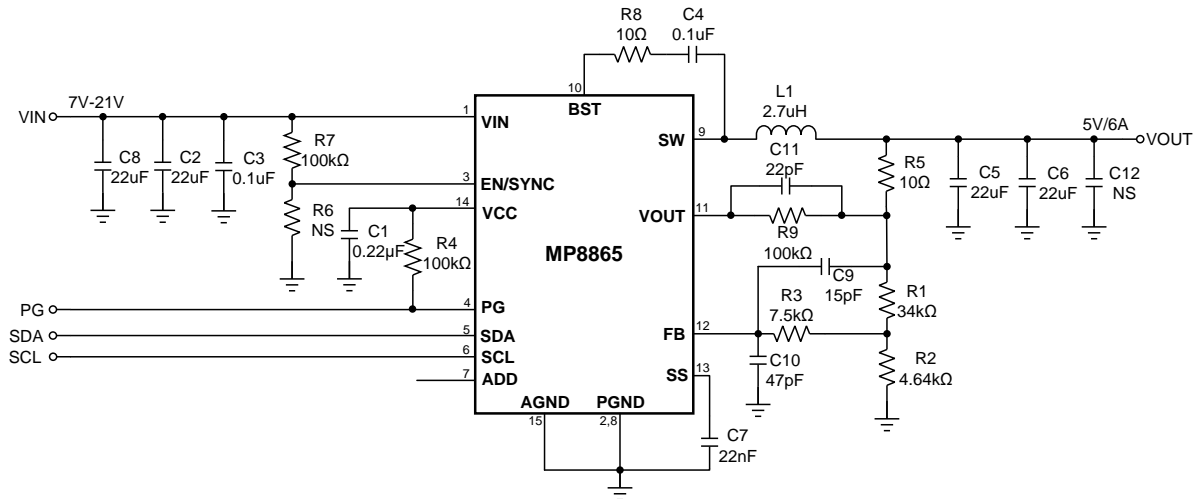 R8
10Ω
C4
0.1uF
10
BST
VIN
7V-21V
1
VIN
SW
9
L1
2.7uH
5V/6A
VOUT
C8
22uF
C2
22uF
C3
0.1uF
R7
100kΩ
3
EN/SYNC
R6
NS
14
VCC
C1
0.22µF
R4
100kΩ
C11
22pF
R5
10Ω
C5
22uF
C6
22uF
C12
NS
VOUT
11
R9
100kΩ
MP8865
C9
15pF
R1
34kΩ
PG
4
PG
R3
7.5kΩ
FB
12
SDA
5
SDA
SCL
6
SCL
7
ADD
C10
47pF
R2
4.64kΩ
SS
13
AGND
15
PGND
2,8
C7
22nF